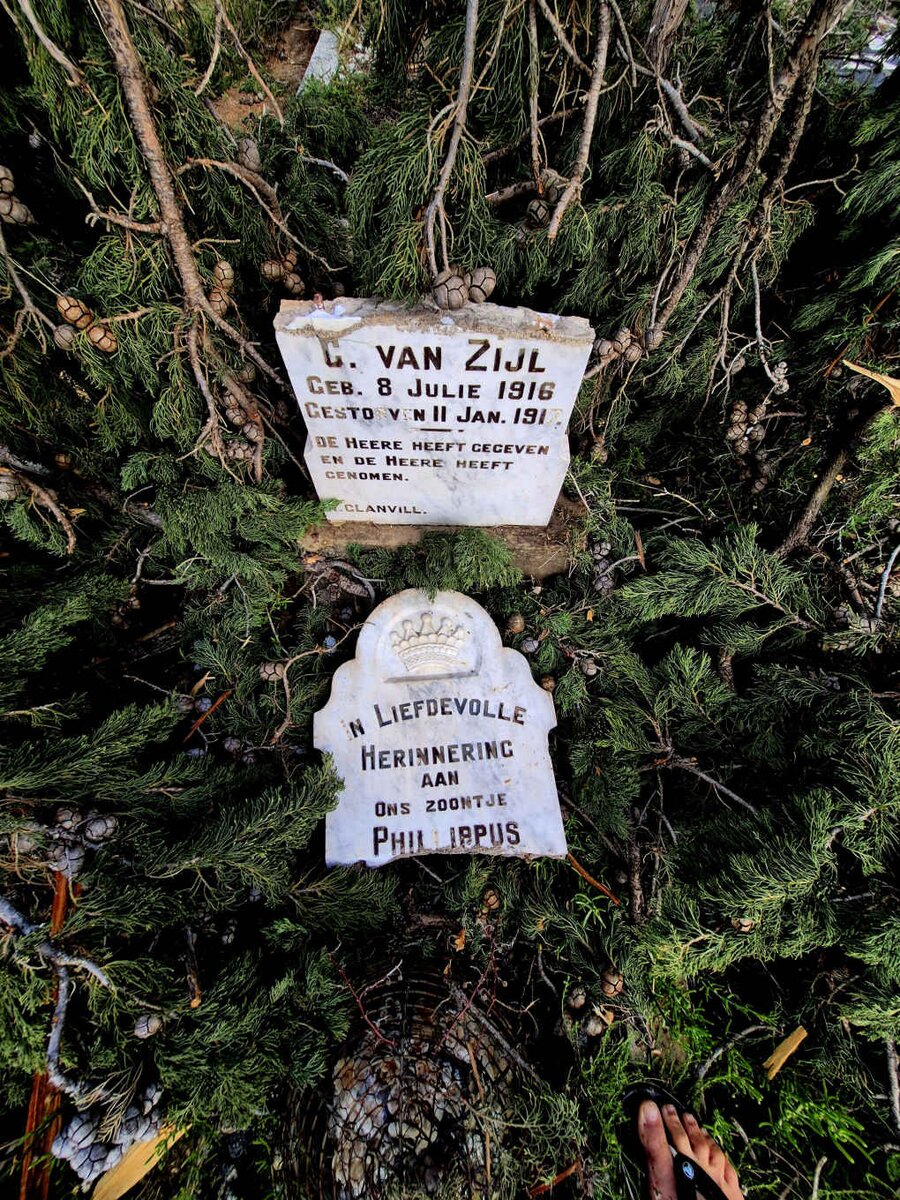 C. VAN ZIJL
GEB. 8 JULIE 1916
GESTORVEN 11 JAN.
DE HEERE HEEFT GEGEVEN
EN DE HEERE HEEFT
GENOMEN.
GLANVILL.
IN LIEFDEVOLLE
HERINNERING
AAN
ONS ZOONTJE
PHILLIPPUS